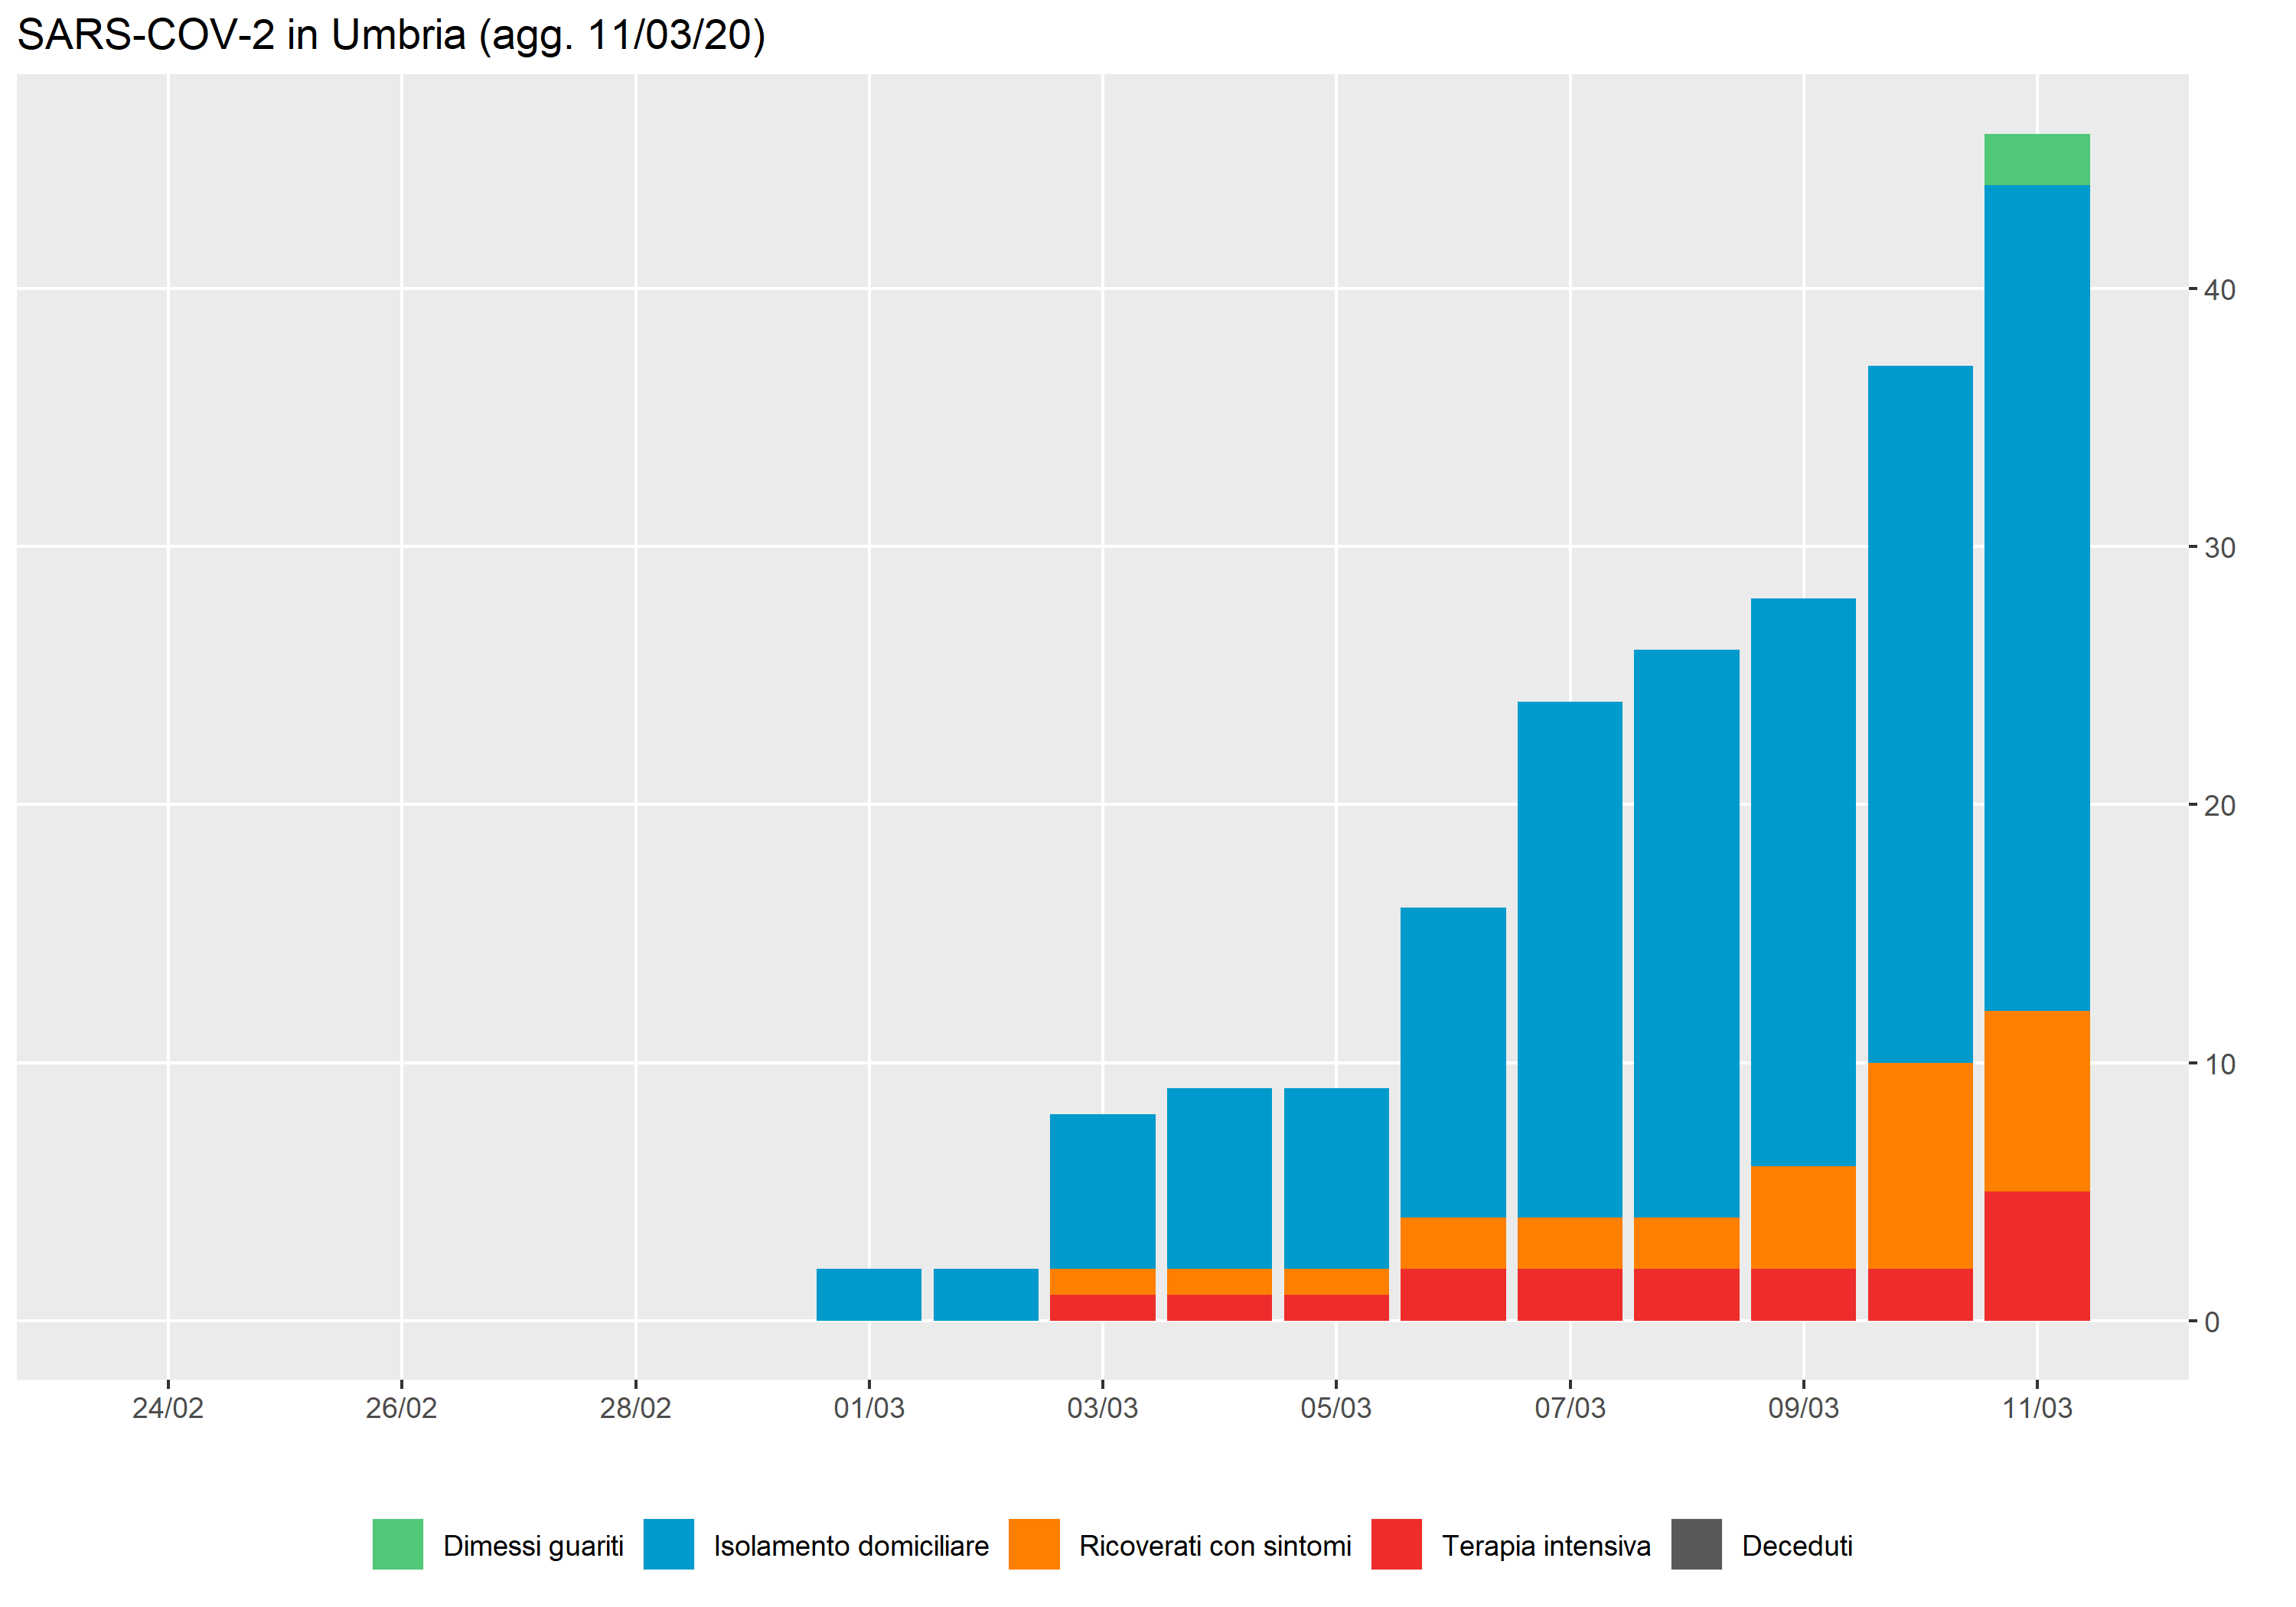 SARS-COV-2 in Umbria (agg. 11/03/20)
40
30
20
10
0
24/02 26/02 28/02 01/03 03/03 05/03 07/03 09/03 11/03
Dimessi guariti Isolamento domiciliare Ricoverati con sintomi Terapia intensiva Deceduti